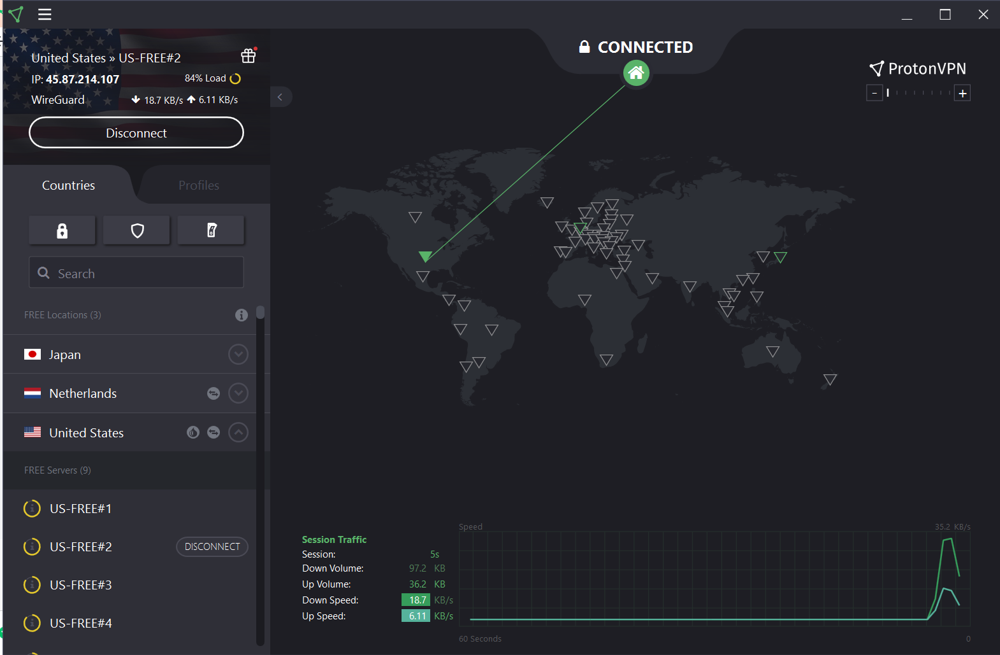 United States » US-FREE#2
IP: 45.87.214.107
84% Load
WireGuard
18.7 KB/s
6.11 KB/s
Disconnect
Countries
Profiles
Search
FREE Locations (3)
Japan
Netherlands
United States
FREE Servers (9)
US-FREE#1
US-FREE#2
DISCONNECT
US-FREE#3
US-FREE#4
CONNECTED
ProtonVPN
- +
Session Traffic
Session: 5s
Down Volume: 97.2 KB
Up Volume: 36.2 KB
Down Speed: 18.7 KB/s
Up Speed: 6.11 KB/s
Speed
35.2 KB/s
60 Seconds
0